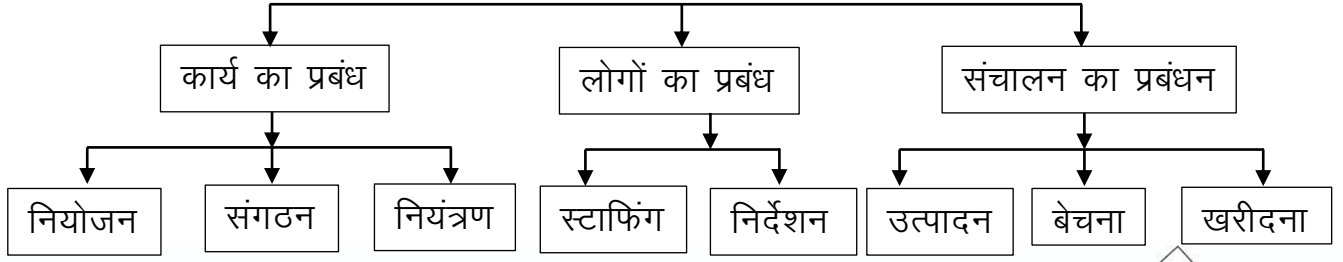 कार्य का प्रबंध लोगों का प्रबंध संचालन का प्रबंधन
नियोजन संगठन नियंत्रण स्टाफिंग निर्देशन उत्पादन बेचना खरीदना